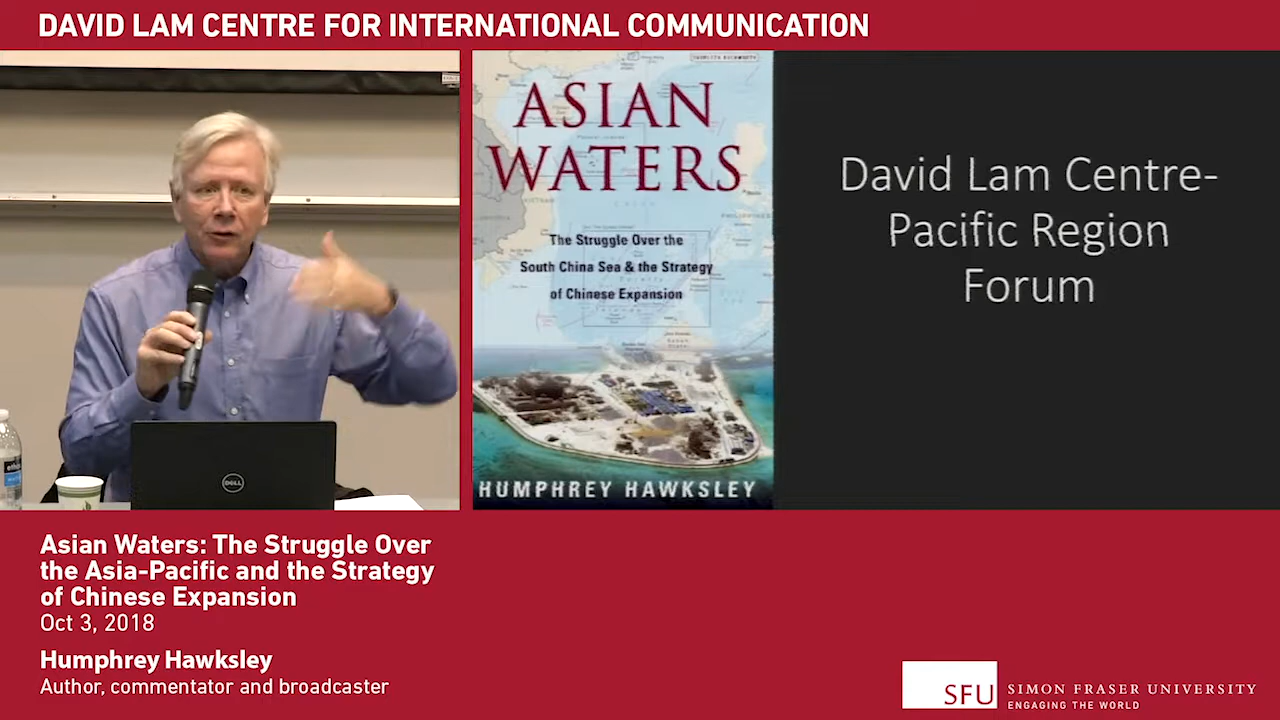 DAVID LAM CENTRE FOR INTERNATIONAL COMMUNICATION
ASIAN
WATERS
VIETNAM
PHILIPPINES
The Struggle Over the
South China Sea & the Strategy
of Chinese Expansion
HUMPHREY HAWKSLEY
David Lam Centre-
Pacific Region
Forum
DELL
Asian Waters: The Struggle Over
the Asia-Pacific and the Strategy
of Chinese Expansion
Oct 3, 2018
Humphrey Hawksley
Author, commentator and broadcaster
SFU
SIMON FRASER UNIVERSITY
ENGAGING THE WORLD